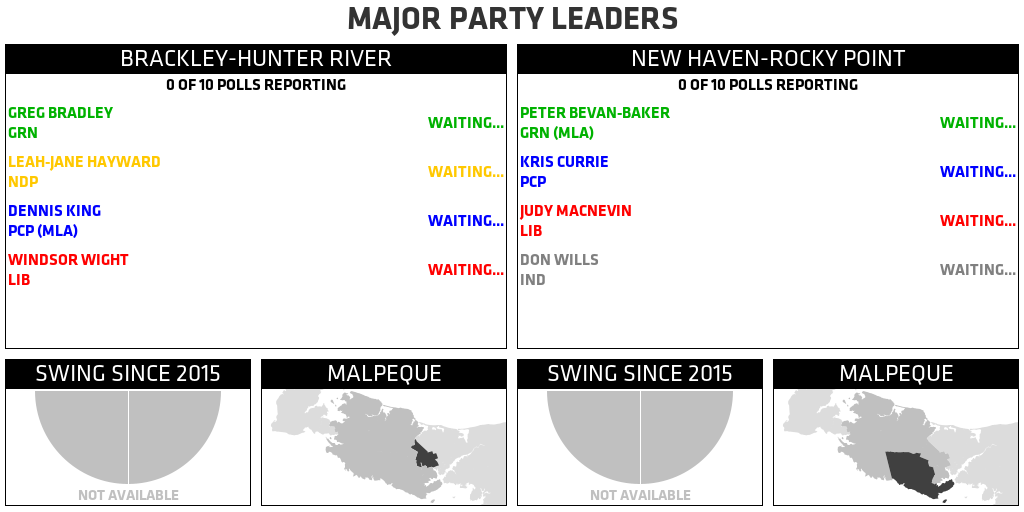 MAJOR PARTY LEADERS
BRACKLEY-HUNTER RIVER
0 OF 10 POLLS REPORTING
GREG BRADLEY
GRN
WAITING...
LEAH-JANE HAYWARD
NDP
WAITING...
DENNIS KING
PCP (MLA)
WAITING...
WINDSOR WIGHT
LIB
WAITING...
NEW HAVEN-ROCKY POINT
0 OF 10 POLLS REPORTING
PETER BEVAN-BAKER
GRN (MLA)
WAITING...
KRIS CURRIE
PCP
WAITING...
JUDY MACNEVIN
LIB
WAITING...
DON WILLS
IND
WAITING...
SWING SINCE 2015
NOT AVAILABLE
MALPEQUE
SWING SINCE 2015
NOT AVAILABLE
MALPEQUE